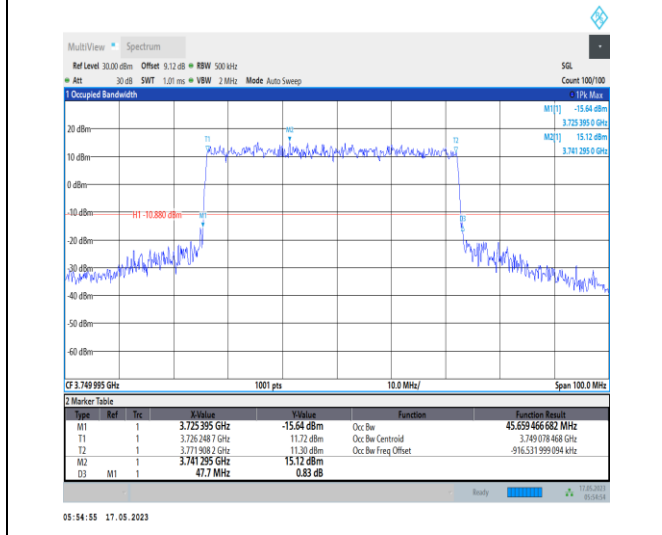 MultiView Spectrum
Ref Level 30.00 dBm Offset 9.12 dB RBW 500 kHz SGL
Att 30 dB SWT 1.01 ms VBW 2 MHz Mode Auto Sweep Count 100/100
1 Occupied Bandwidth 1Pk Max
M1[1] -15.64 dBm
3.725 395 0 GHz
M2[1] 15.12 dBm
3.741 295 0 GHz
20 dBm
T1 M2 T2
10 dBm
0 dBm
-10 dBm
H1 -10.880 dBm M1 D3
-20 dBm
-30 dBm
-40 dBm
-50 dBm
-60 dBm
CF 3.749 995 GHz 1001 pts 10.0 MHz/ Span 100.0 MHz
2 Marker Table
Type Ref Trc X-Value Y-Value Function Function Result
M1 1 3.725 395 GHz -15.64 dBm Occ Bw 45.659 466 682 MHz
T1 1 3.726 248 7 GHz 11.72 dBm Occ Bw Centroid 3.749 078 468 GHz
T2 1 3.771 908 2 GHz 11.30 dBm Occ Bw Freq Offset -916.531 999 094 kHz
M2 1 3.741 295 GHz 15.12 dBm
D3 M1 1 47.7 MHz 0.83 dB
Ready 17.05.2023
05:54:54
05:54:55 17.05.2023